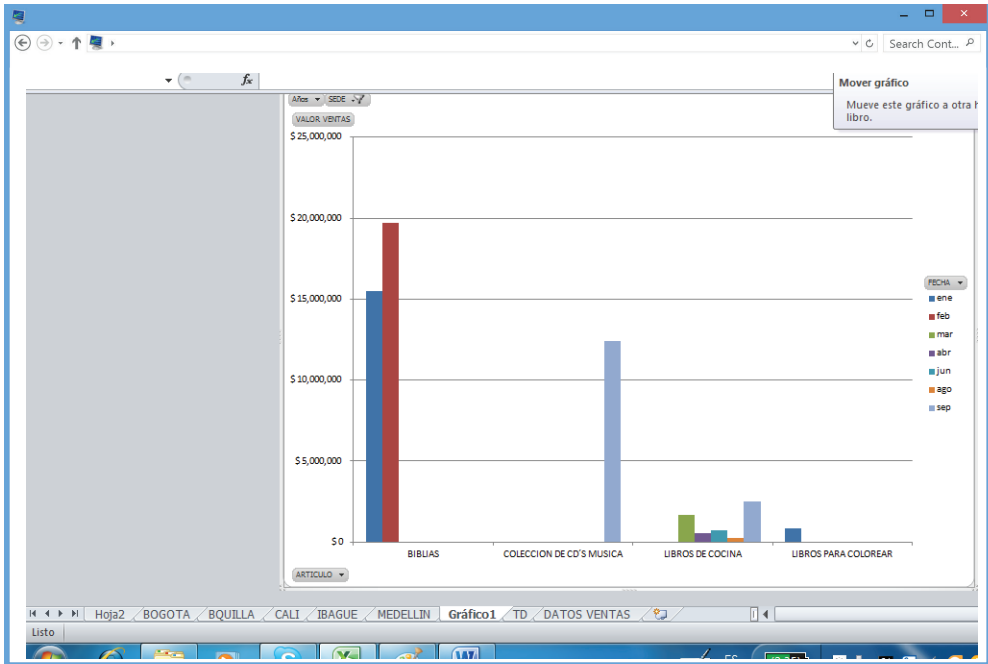 Search Cont...
fx
Mover gráfico
Mueve este gráfico a otra h
libro.
Años SEDE
VALOR VENTAS
$ 25,000,000
$ 20,000,000
$ 15,000,000
$ 10,000,000
$ 5,000,000
$ 0
BIBLIAS COLECCION DE CD'S MUSICA LIBROS DE COCINA LIBROS PARA COLOREAR
ARTICULO
FECHA
ene
feb
mar
abr
jun
ago
sep
Hoja2 BOGOTA BQUILLA CALI IBAGUE MEDELLIN Gráfico1 TD DATOS VENTAS
Listo
ES